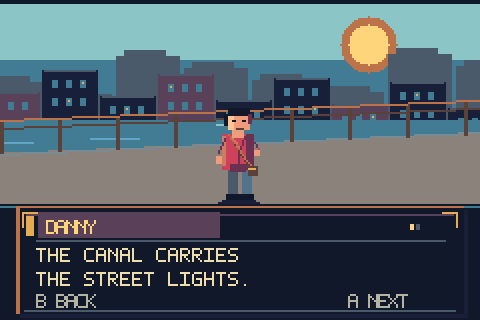 DANNY
THE CANAL CARRIES
THE STREET LIGHTS.
B BACK
A NEXT